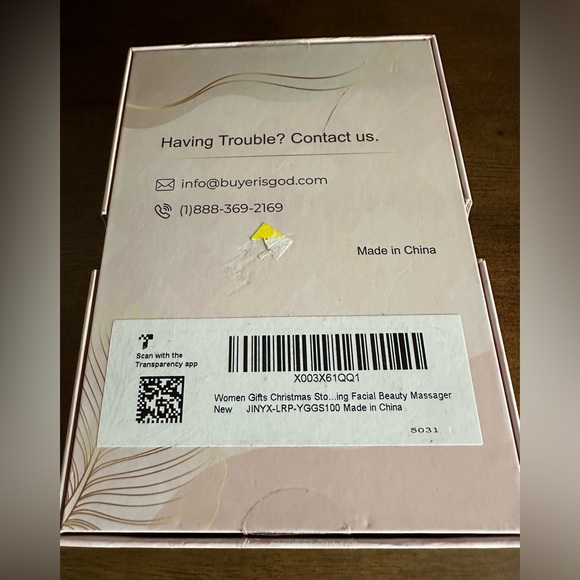 Having Trouble? Contact us.
info@buyerisgod.com
(1)888-369-2169
Made in China
Scan with the
Transparency app
X003X61QQ1
Women Gifts Christmas Sto...ing Facial Beauty Massager
New JINYX-LRP-YGGS100 Made in China
5031